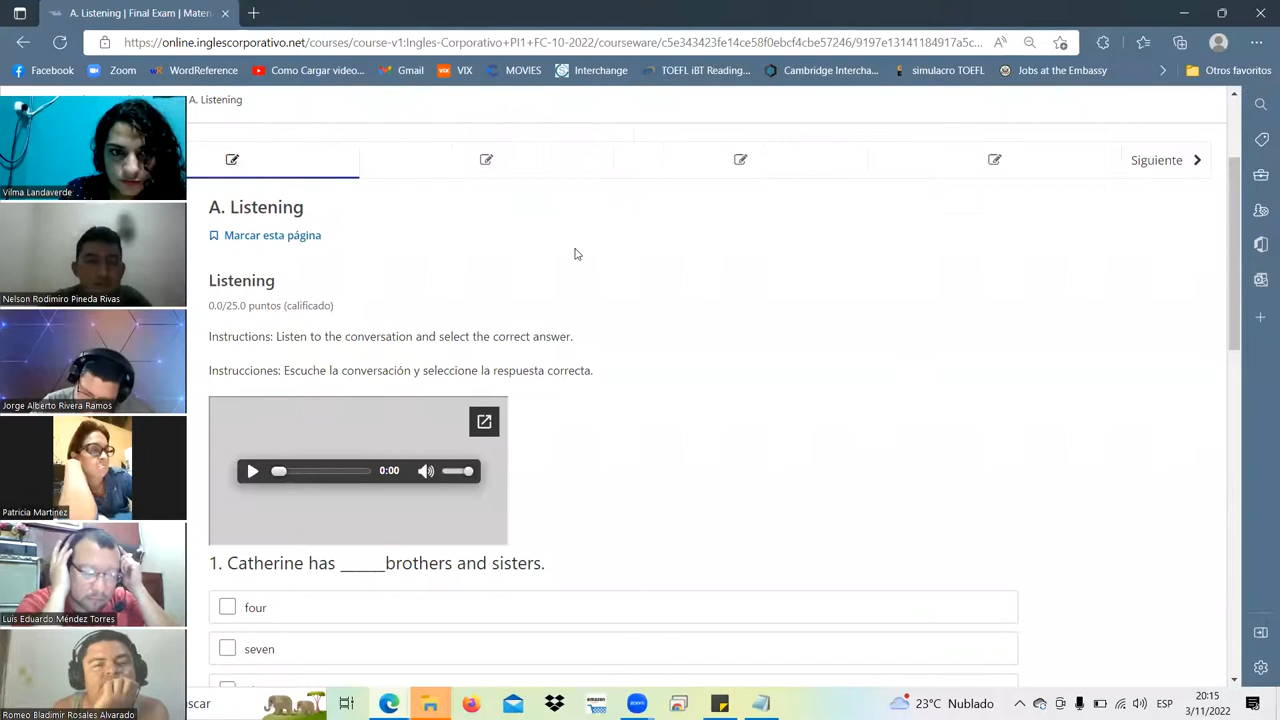 A. Listening | Final Exam | Mater
https://online.inglescorporativo.net/courses/course-v1:Ingles-Corporativo+PI1+FC-10-2022/courseware/c5e343423fe14ce58f0ebcf4cbe57246/9197e13141184917a5c...
Facebook
Zoom
WordReference
Como Cargar video...
Gmail
VIX
MOVIES
Interchange
TOEFL iBT Reading...
Cambridge Intercha...
simulacro TOEFL
Jobs at the Embassy
Otros favoritos
A. Listening
Siguiente
A. Listening
Marcar esta página
Listening
0.0/25.0 puntos (calificado)
Instructions: Listen to the conversation and select the correct answer.
Instrucciones: Escuche la conversación y seleccione la respuesta correcta.
0:00
1. Catherine has _____brothers and sisters.
four
seven
Vilma Landaverde
Nelson Rodimiro Pineda Rivas
Jorge Alberto Rivera Ramos
Patricia Martinez
Luis Eduardo Méndez Torres
Romeo Bladimir Rosales Alvarado
scar
23°C Nublado
ESP
20:15
3/11/2022